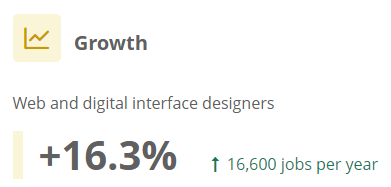 Growth
Web and digital interface designers
+16.3% ↑ 16,600 jobs per year